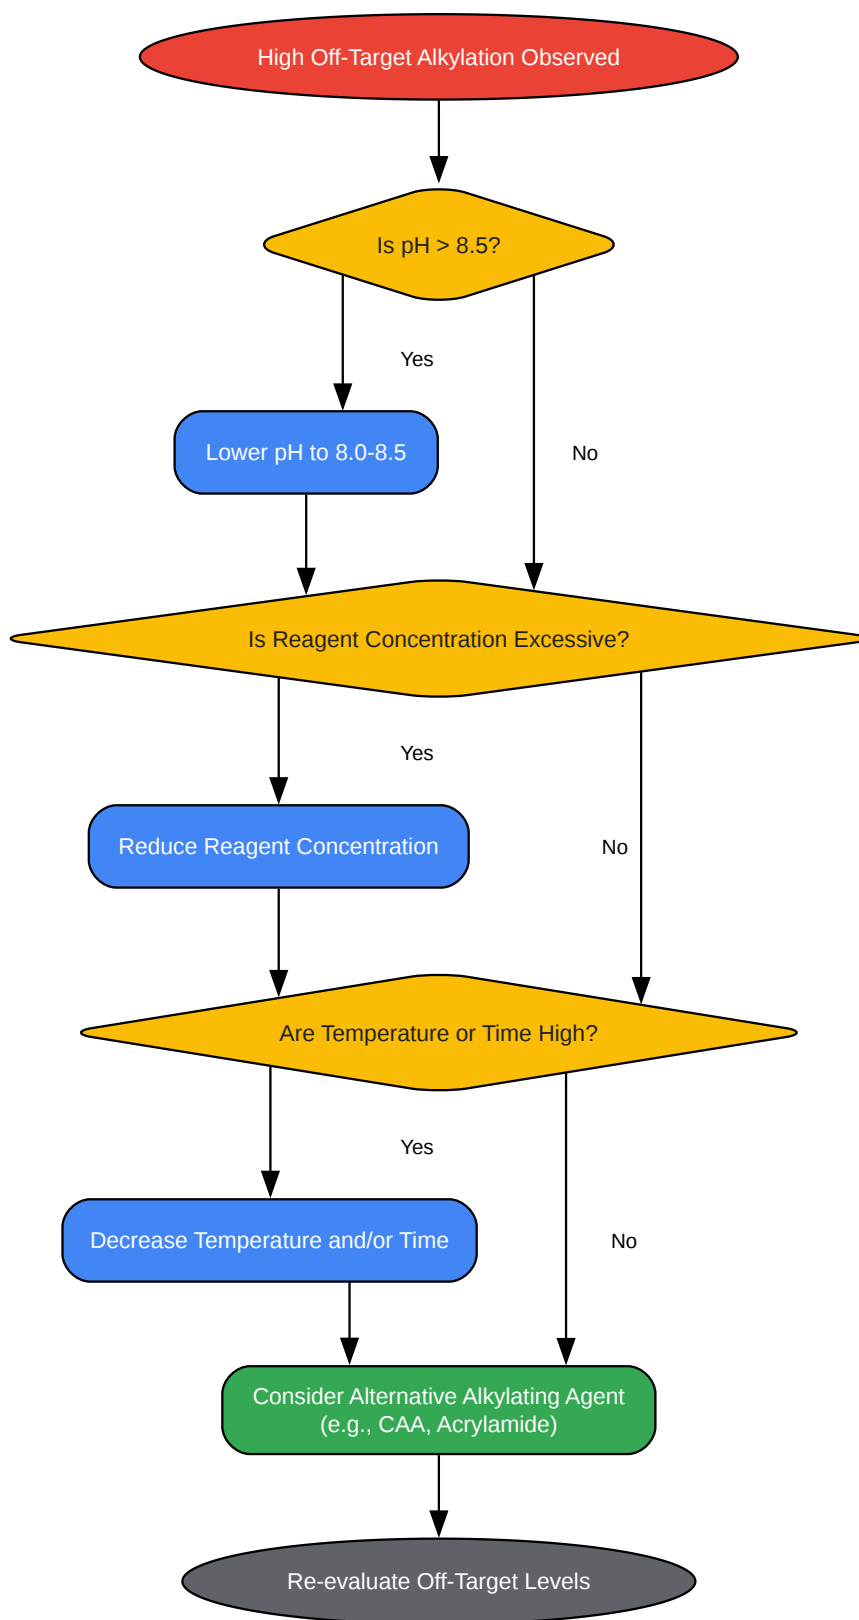 High Off-Target Alkylation Observed
Is pH > 8.5?
Yes
Lower pH to 8.0-8.5
No
Is Reagent Concentration Excessive?
Yes
Reduce Reagent Concentration
No
Are Temperature or Time High?
Yes
Decrease Temperature and/or Time
No
Consider Alternative Alkylating Agent
(e.g., CAA, Acrylamide)
Re-evaluate Off-Target Levels